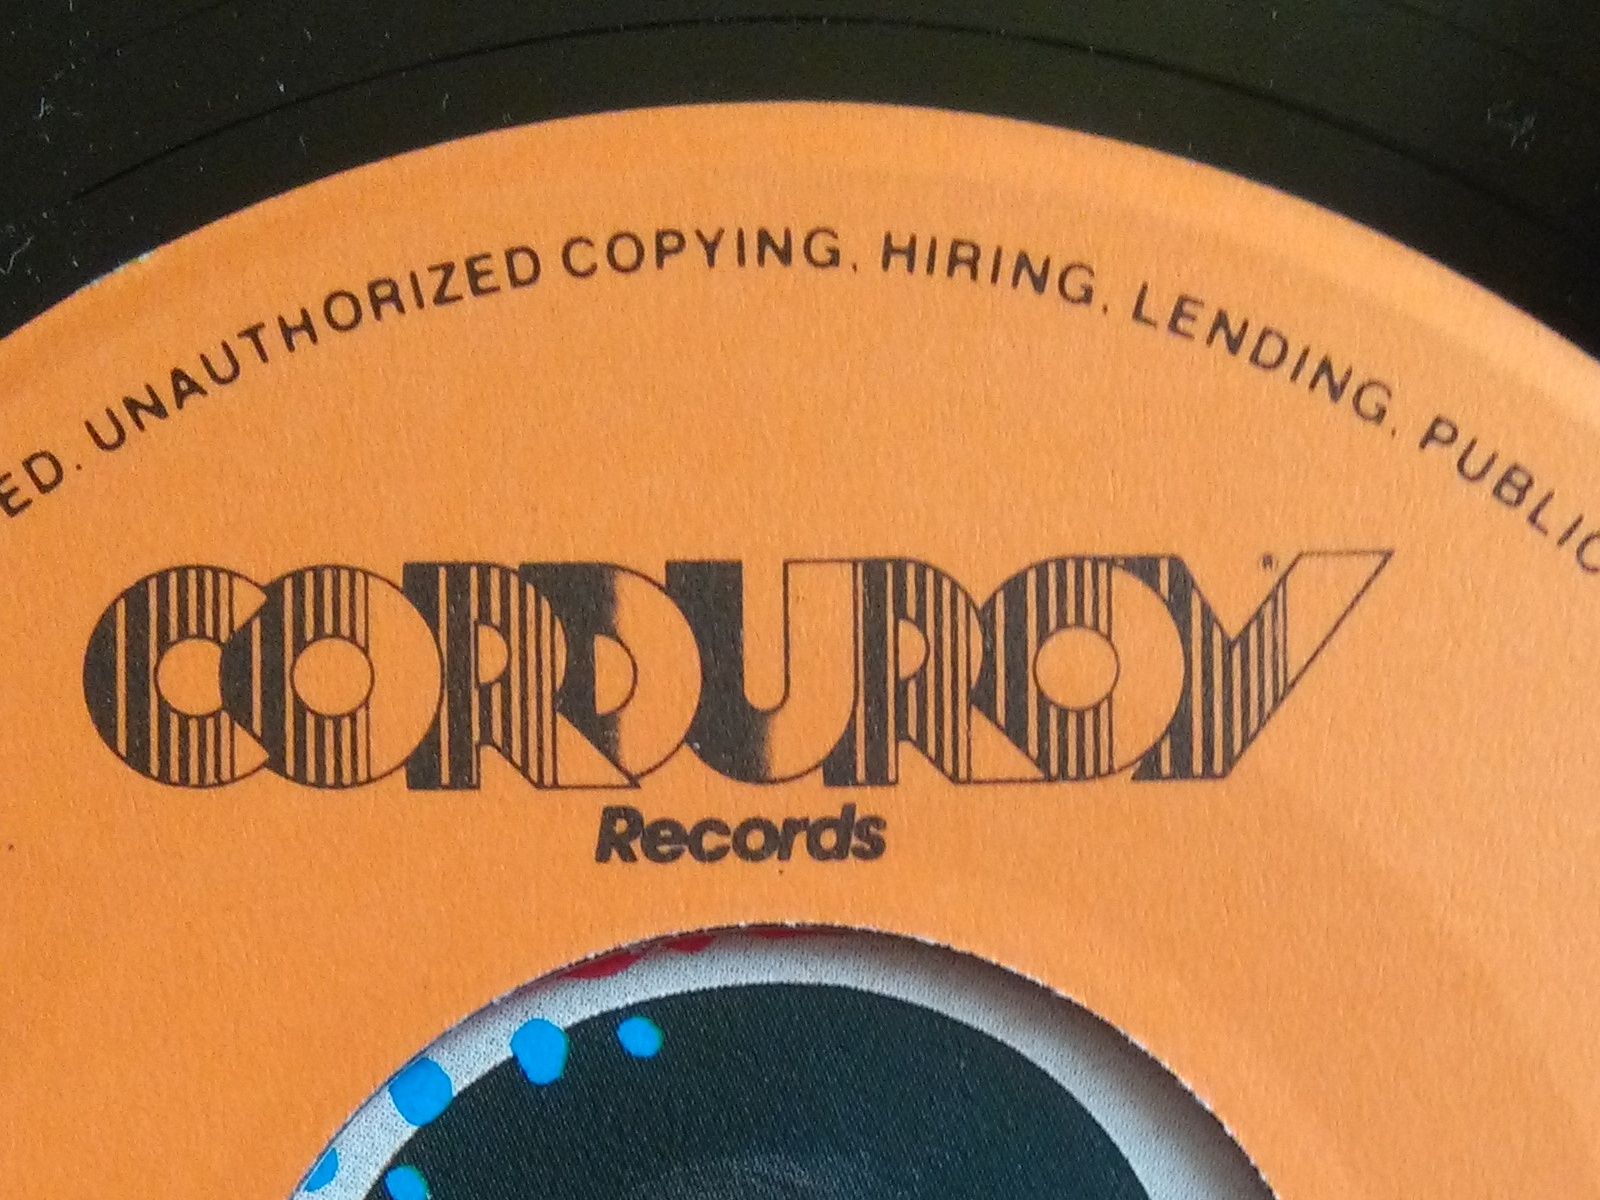 ED. UNAUTHORIZED COPYING, HIRING, LENDING, PUBLIC
CORDUROY
Records